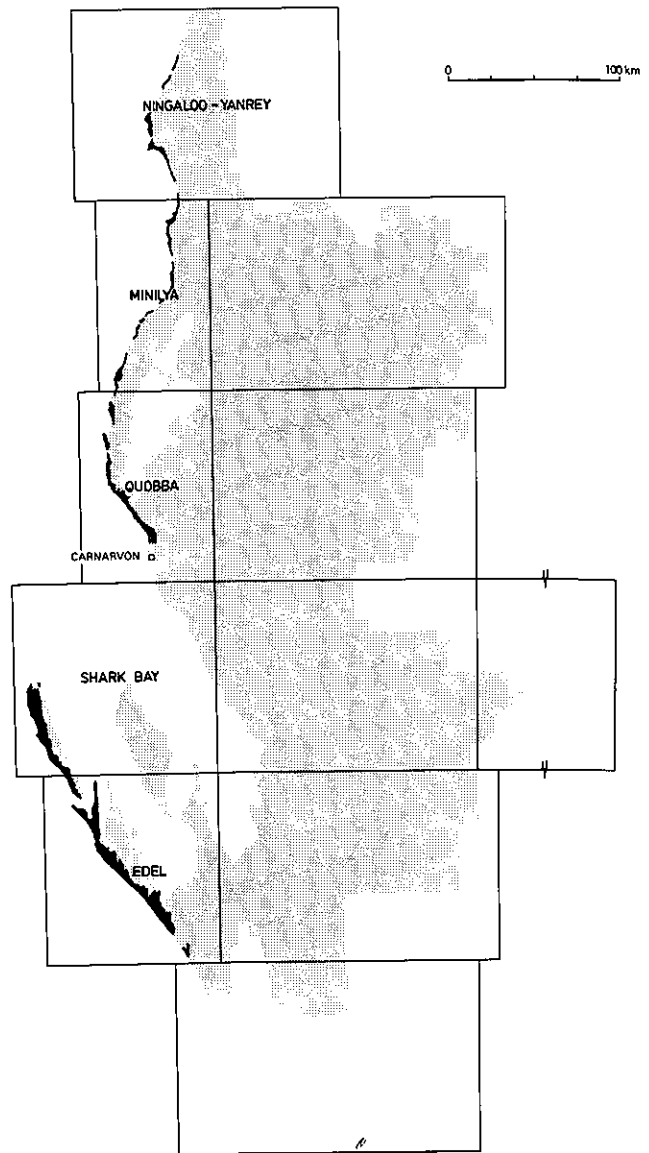 0 100 km
NINGALOO - YANREY
MINILYA
QUOBBA
CARNARVON
SHARK BAY
EDEL